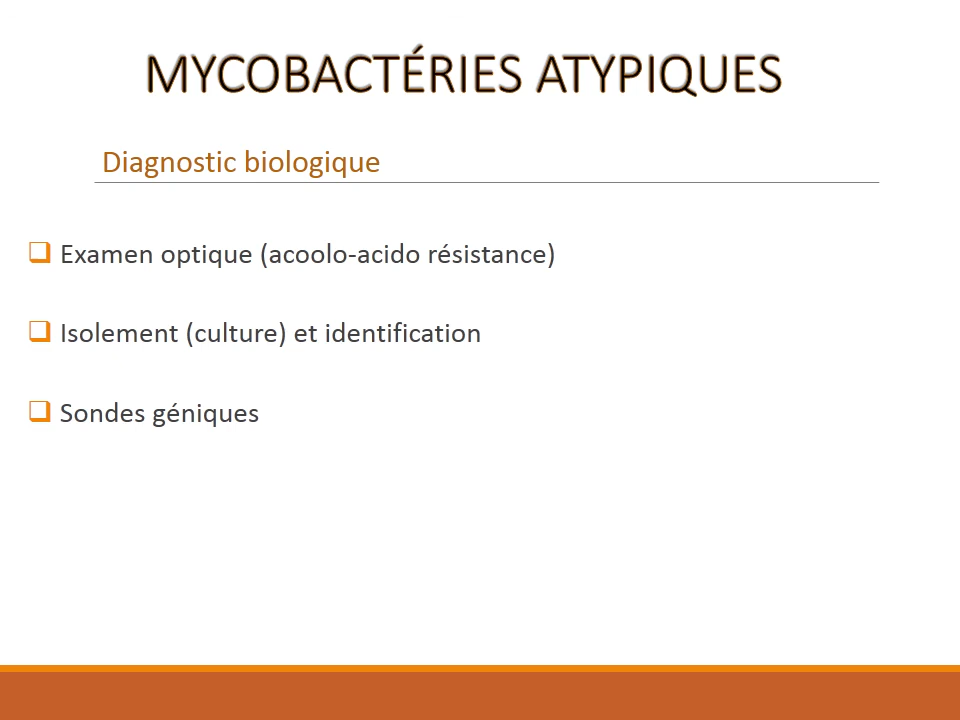 MYCOBACTÉRIES ATYPIQUES
Diagnostic biologique
Examen optique (acoolo-acido résistance)
Isolement (culture) et identification
Sondes géniques